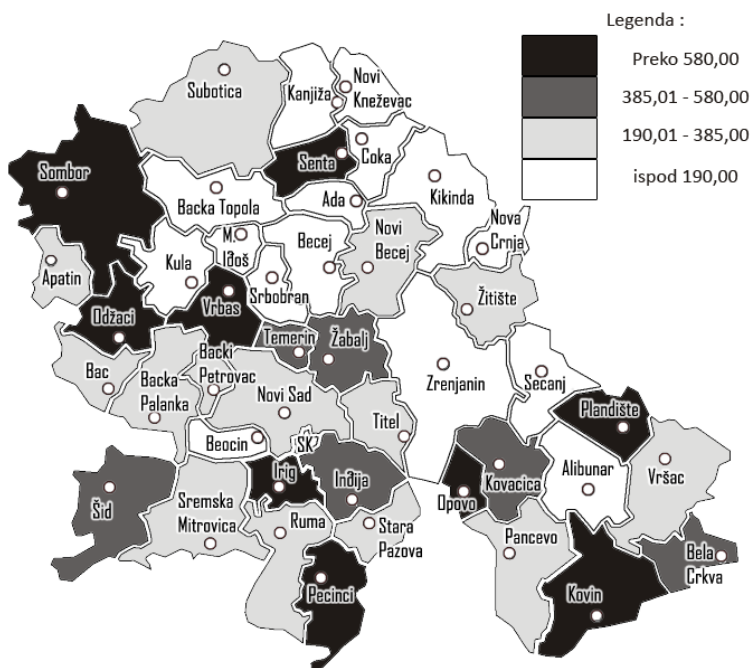 Legenda :
Preko 580,00
385,01 - 580,00
190,01 - 385,00
ispod 190,00
Subotica
Kanjiža
Novi
Kneževac
Sombor
Senta
Coka
Backa Topola
Ada
Kikinda
Apatin
Kula
M.
Iđoš
Becej
Novi
Becej
Nova
Crnja
Srbobran
Vrbas
Žitište
Odžaci
Temerin
Žabalj
Bac
Backa
Palanka
Backi
Petrovac
Novi Sad
Zrenjanin
Secanj
Titel
Plandište
Beocin
SK
Irig
Inđija
Opovo
Kovacica
Alibunar
Vršac
Šid
Sremska
Mitrovica
Ruma
Stara
Pazova
Pancevo
Bela
Crkva
Pecinci
Kovin